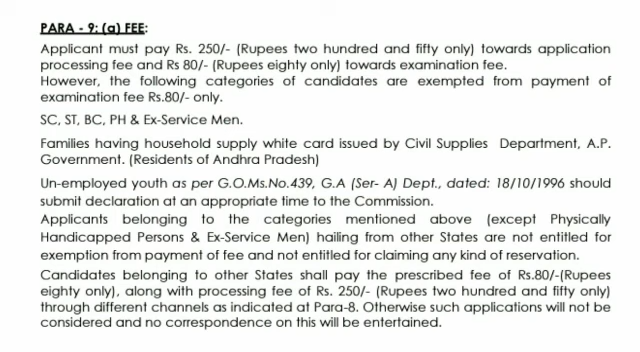 PARA - 9: (a) FEE:
Applicant must pay Rs. 250/- (Rupees two hundred and fifty only) towards application
processing fee and Rs 80/- (Rupees eighty only) towards examination fee.
However, the following categories of candidates are exempted from payment of
examination fee Rs.80/- only.
SC, ST, BC, PH & Ex-Service Men.
Families having household supply white card issued by Civil Supplies Department, A.P.
Government. (Residents of Andhra Pradesh)
Un-employed youth as per G.O.Ms.No.439, G.A (Ser- A) Dept., dated: 18/10/1996 should
submit declaration at an appropriate time to the Commission.
Applicants belonging to the categories mentioned above (except Physically
Handicapped Persons & Ex-Service Men) hailing from other States are not entitled for
exemption from payment of fee and not entitled for claiming any kind of reservation.
Candidates belonging to other States shall pay the prescribed fee of Rs.80/-(Rupees
eighty only), along with processing fee of Rs. 250/- (Rupees two hundred and fifty only)
through different channels as indicated at Para-8. Otherwise such applications will not be
considered and no correspondence on this will be entertained.